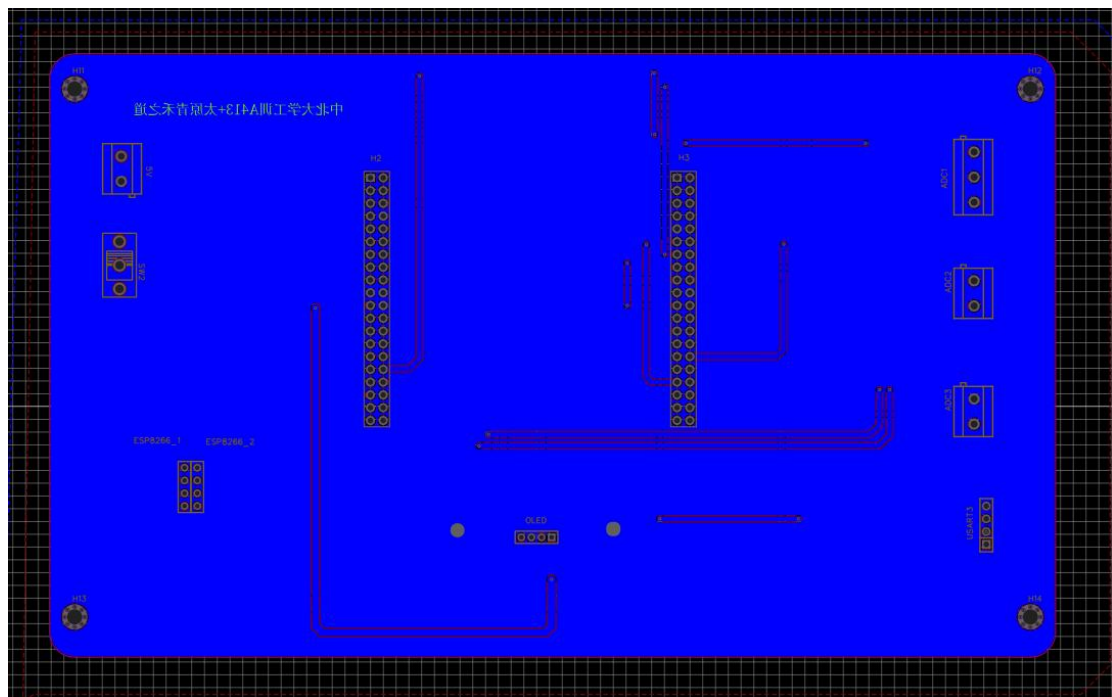 H11
H12
中北大学工训A413+太原青禾之道
H2
H3
5V
ADC1
SW2
ADC2
ADC3
ESP8266_1
ESP8266_2
OLED
USART3
H13
H14